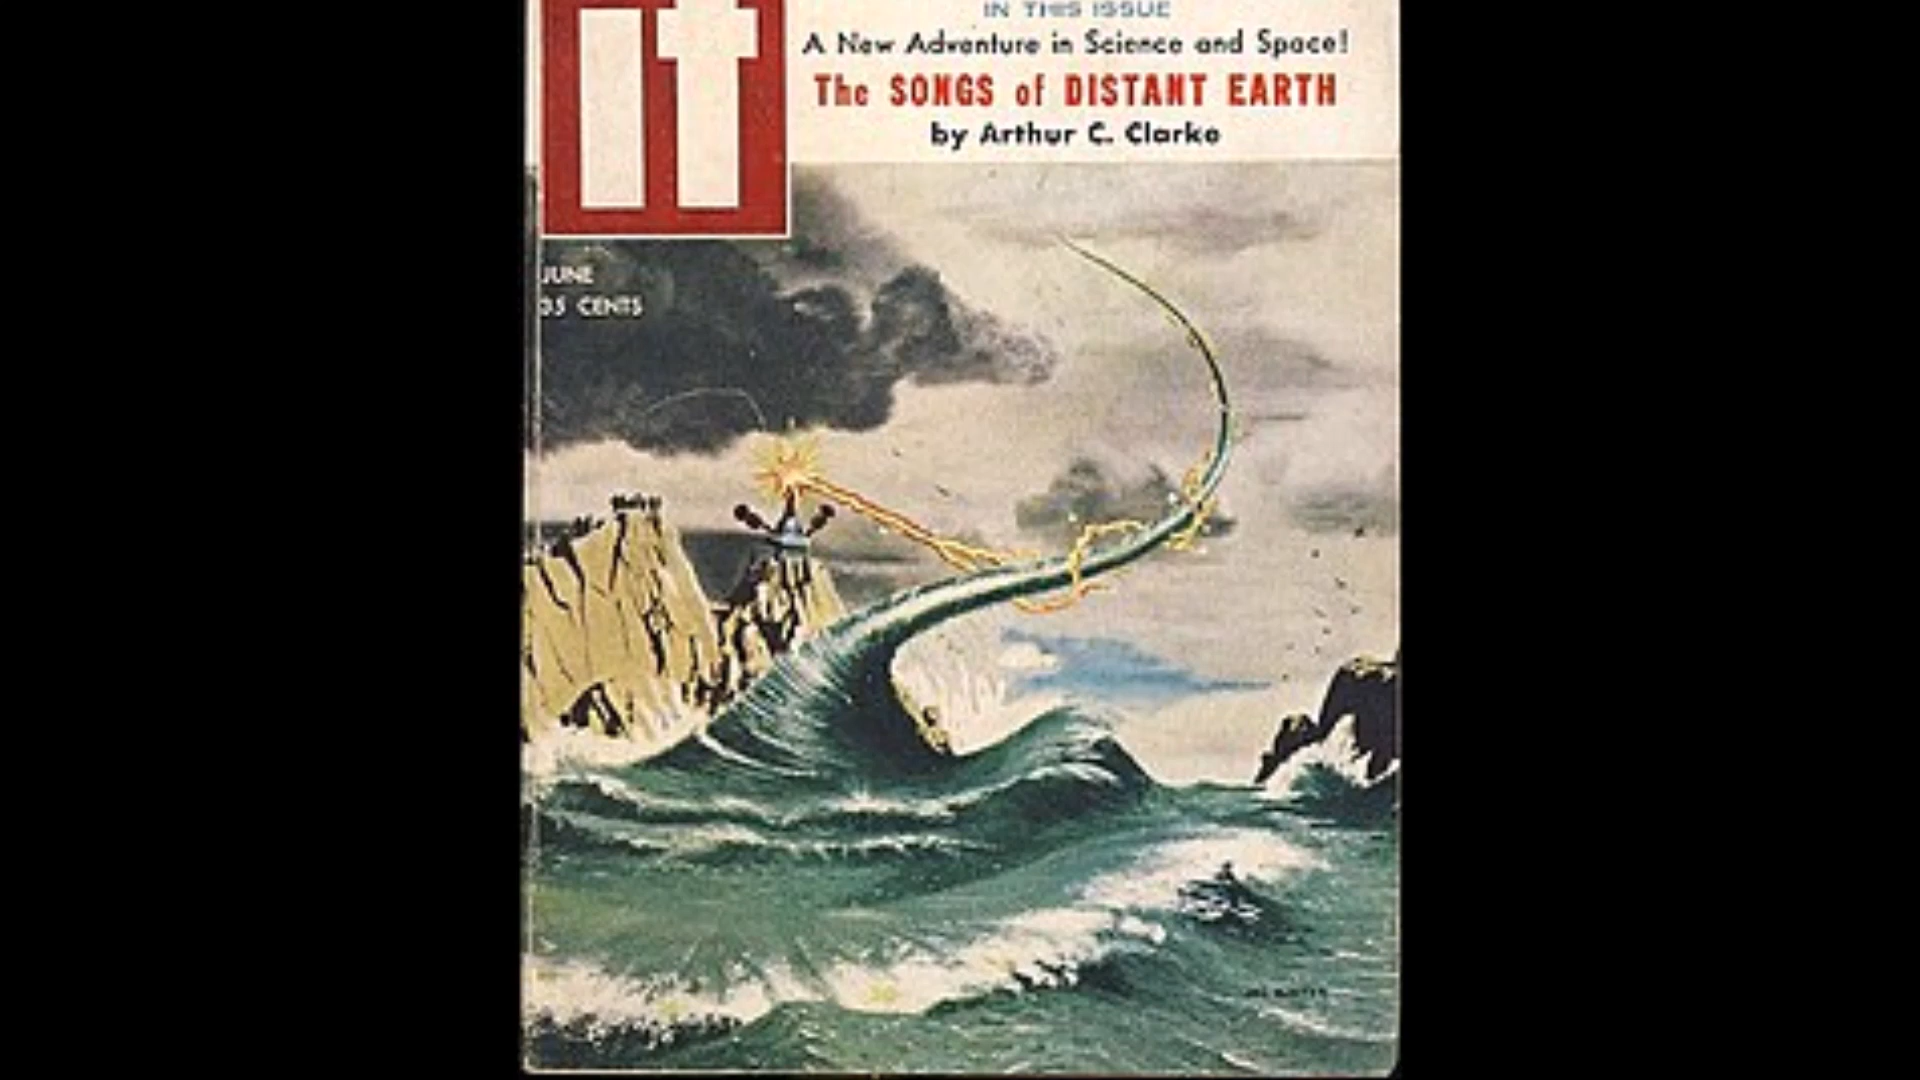 if
IN THIS ISSUE
A New Adventure in Science and Space!
The SONGS of DISTANT EARTH
by Arthur C. Clarke
JUNE
35 CENTS